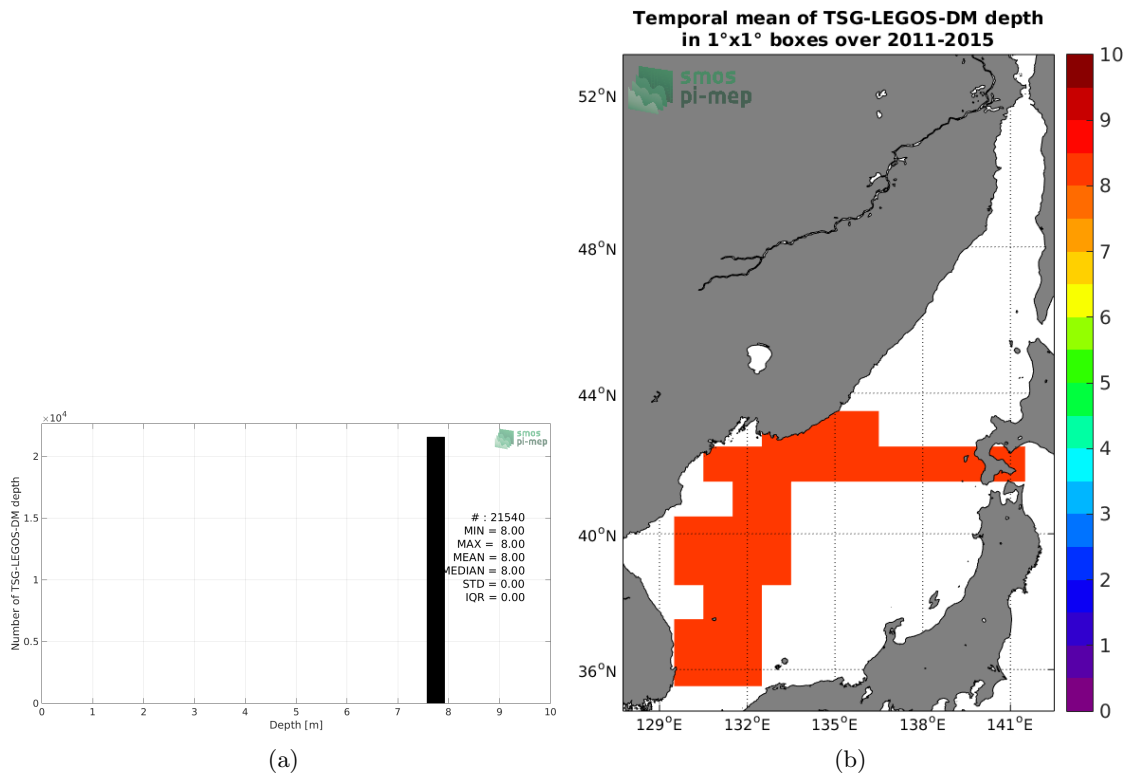 ×10⁴
2
1.5
1
0.5
0
Number of TSG-LEGOS-DM depth
smos
pi-mep
# : 21540
MIN = 8.00
MAX = 8.00
MEAN = 8.00
MEDIAN = 8.00
STD = 0.00
IQR = 0.00
0 1 2 3 4 5 6 7 8 9 10
Depth [m]
(a)
Temporal mean of TSG-LEGOS-DM depth
in 1°x1° boxes over 2011-2015
smos
pi-mep
52°N
48°N
44°N
40°N
36°N
129°E 132°E 135°E 138°E 141°E
10
9
8
7
6
5
4
3
2
1
0
(b)